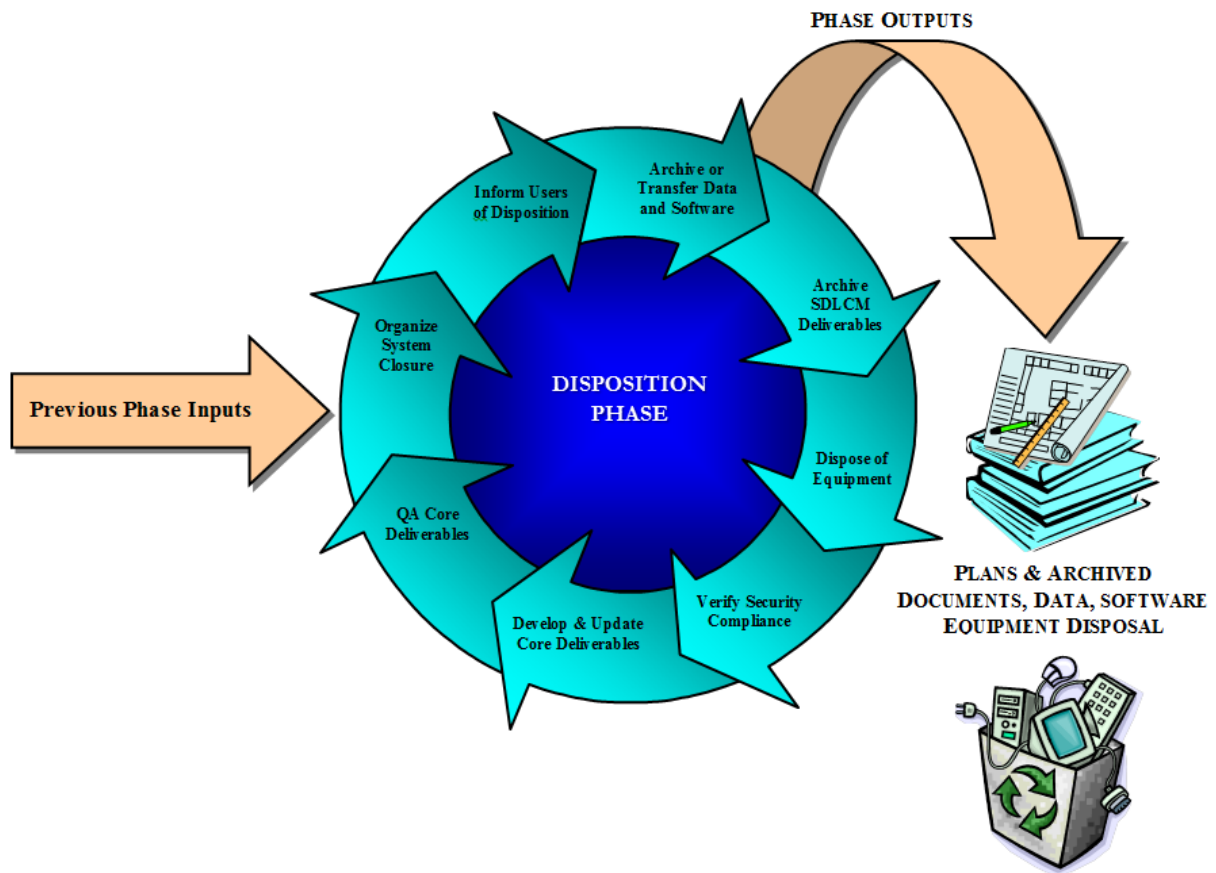 PHASE OUTPUTS
Inform Users
of Disposition
Archive or
Transfer Data
and Software
Archive
SDLCM
Deliverables
Organize
System
Closure
Previous Phase Inputs
DISPOSITION
PHASE
Dispose of
Equipment
QA Core
Deliverables
Verify Security
Compliance
Develop & Update
Core Deliverables
PLANS & ARCHIVED
DOCUMENTS, DATA, SOFTWARE
EQUIPMENT DISPOSAL